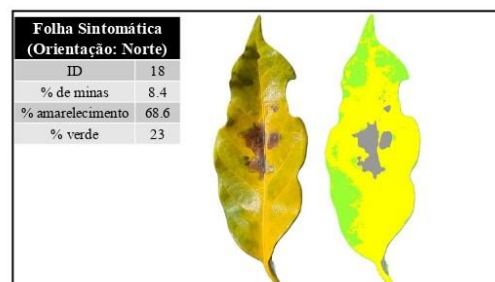 Folha Sintomática
(Orientação: Norte)
ID 18
% de minas 8.4
% amarelecimento 68.6
% verde 23